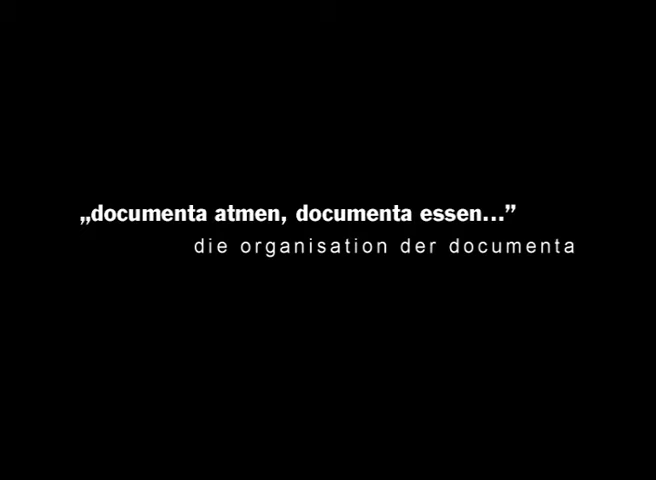 „documenta atmen, documenta essen...”
die organisation der documenta